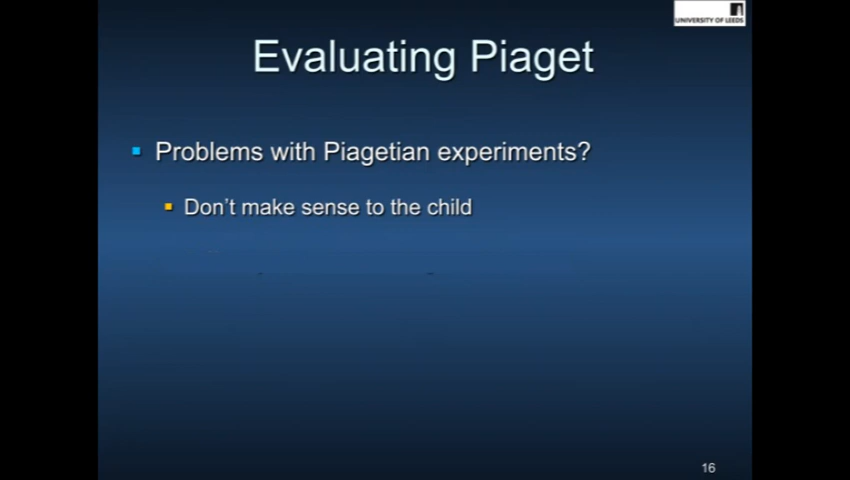 UNIVERSITY OF LEEDS
Evaluating Piaget
Problems with Piagetian experiments?
Don't make sense to the child
16